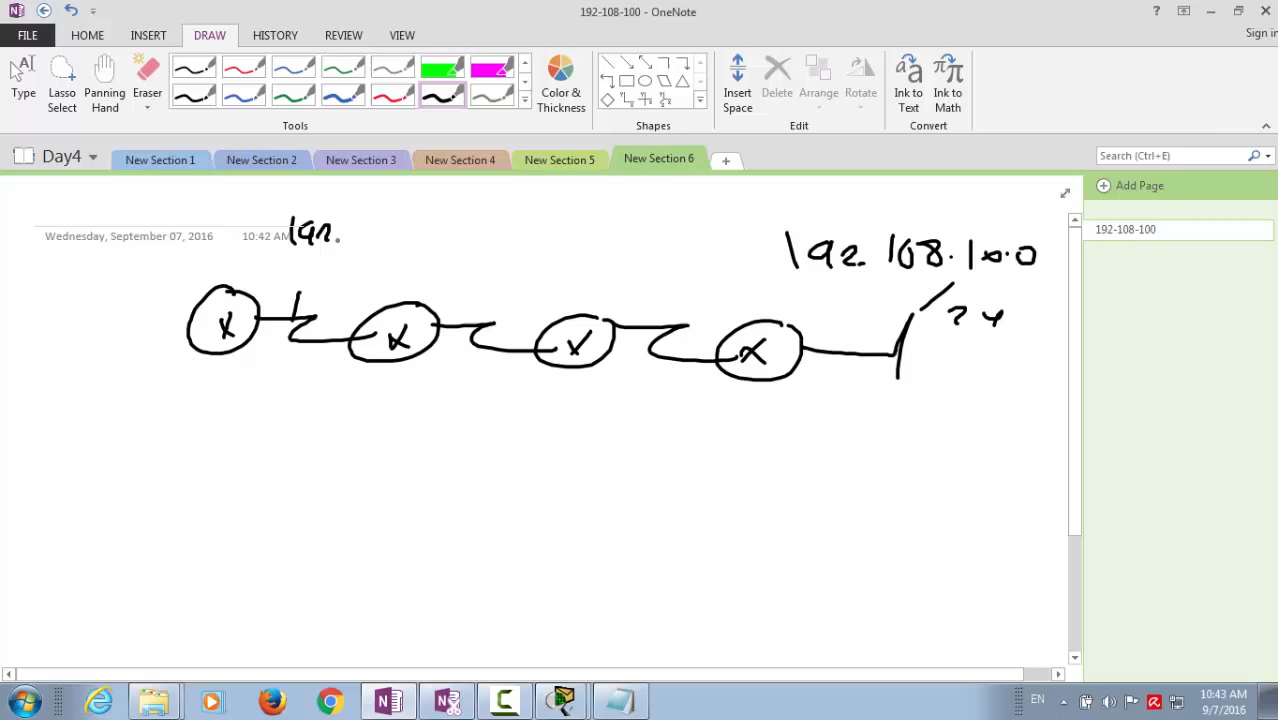 192-108-100 - OneNote
FILE HOME INSERT DRAW HISTORY REVIEW VIEW
Sign in
Type
Lasso Select
Panning Hand
Eraser
Color & Thickness
Insert Space
Delete
Arrange
Rotate
Ink to Text
Ink to Math
Tools
Shapes
Edit
Convert
Day4
New Section 1
New Section 2
New Section 3
New Section 4
New Section 5
New Section 6
Search (Ctrl+E)
Add Page
192-108-100
Wednesday, September 07, 2016 10:42 AM
192.
192.108.100.0
/24
X X X X
EN
10:43 AM
9/7/2016